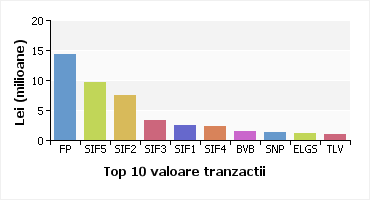 Lei (milioane)
20
15
10
5
0
FP SIF5 SIF2 SIF3 SIF1 SIF4 BVB SNP ELGS TLV
Top 10 valoare tranzactii